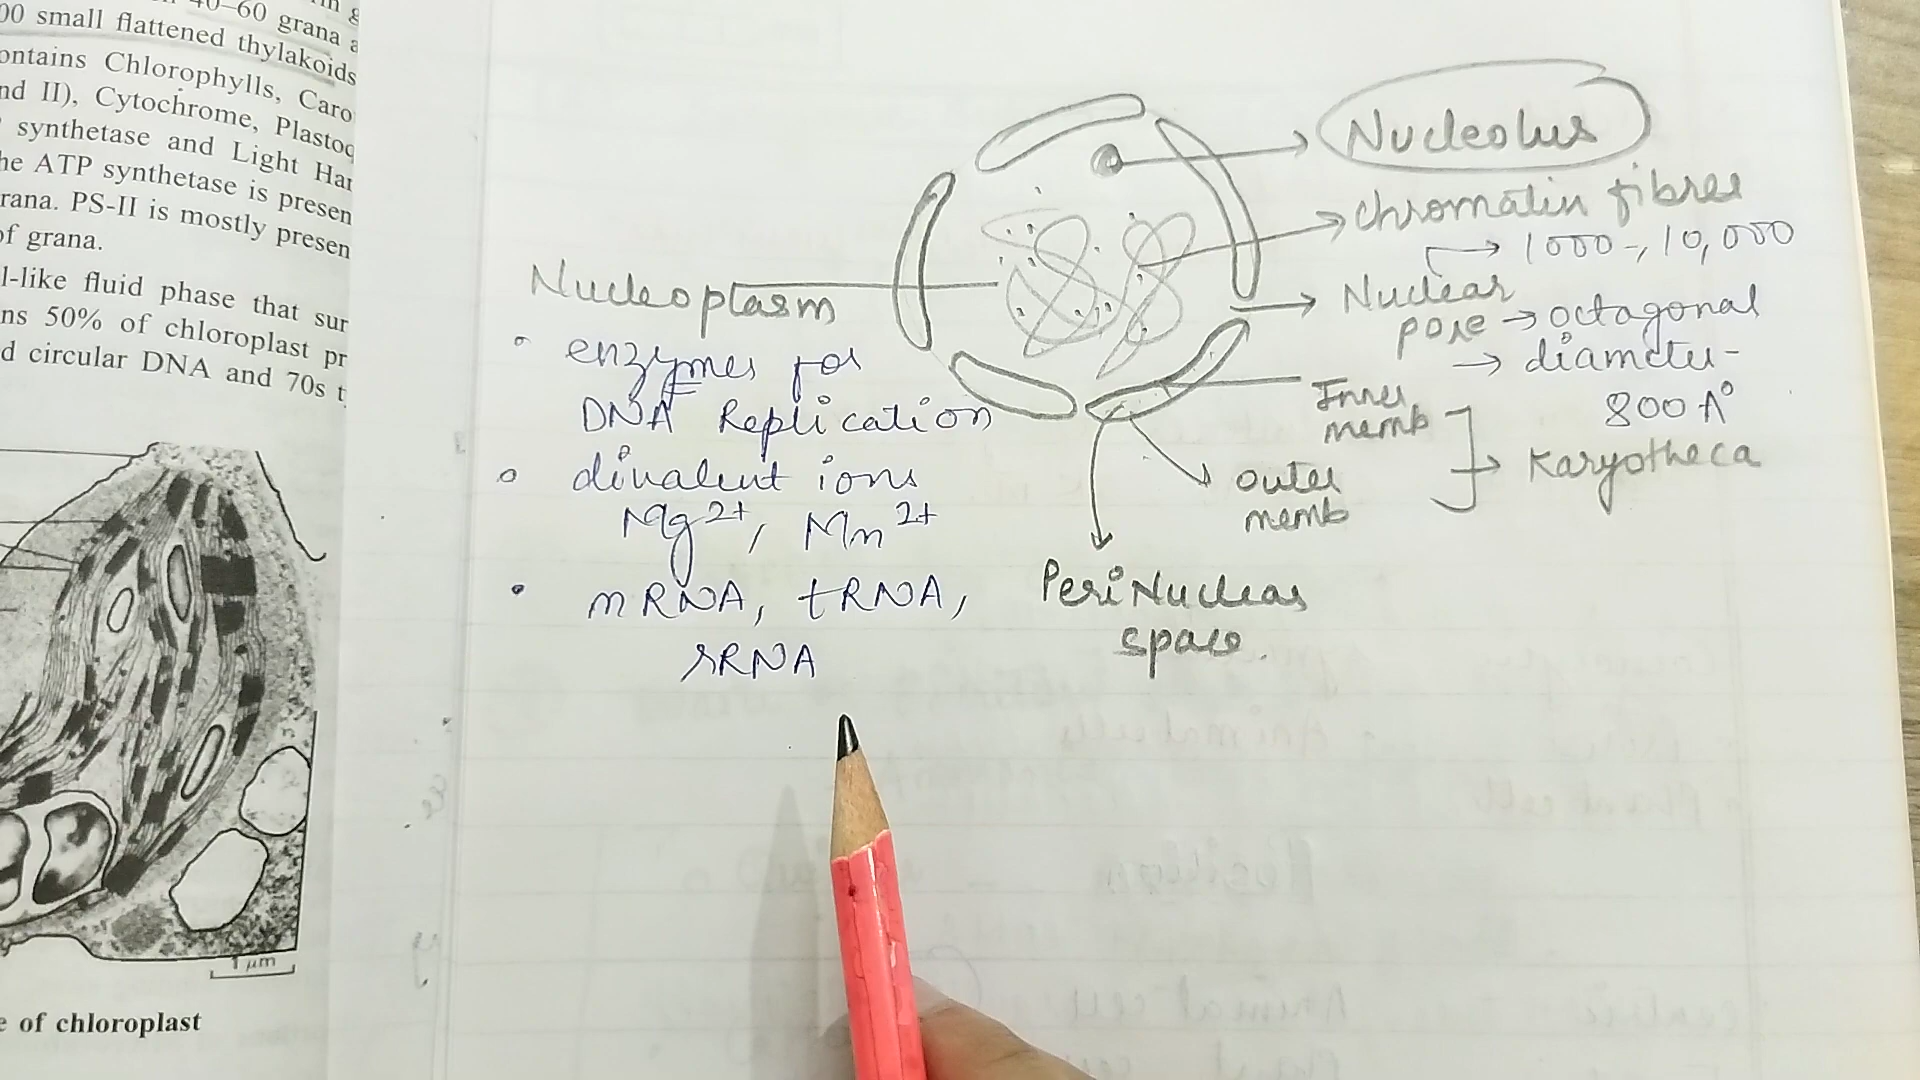 40–60 grana
00 small flattened thylakoids
ontains Chlorophylls, Caro
nd II), Cytochrome, Plastoq
synthetase and Light Har
he ATP synthetase is presen
rana. PS-II is mostly presen
of grana.
l-like fluid phase that sur
ns 50% of chloroplast pr
d circular DNA and 70s t
1 µm
e of chloroplast
Nucleolus
chromatin fibres
→ 1000-,10,000
Nuclear
pore → octagonal
→ diameter-
800 A°
Inner
memb
→ Karyotheca
outer
memb
PeriNuclear
space.
Nucleoplasm
° enzymes for
DNA Replication
° divalent ions
Mg2+, Mn2+
• mRNA, tRNA,
rRNA